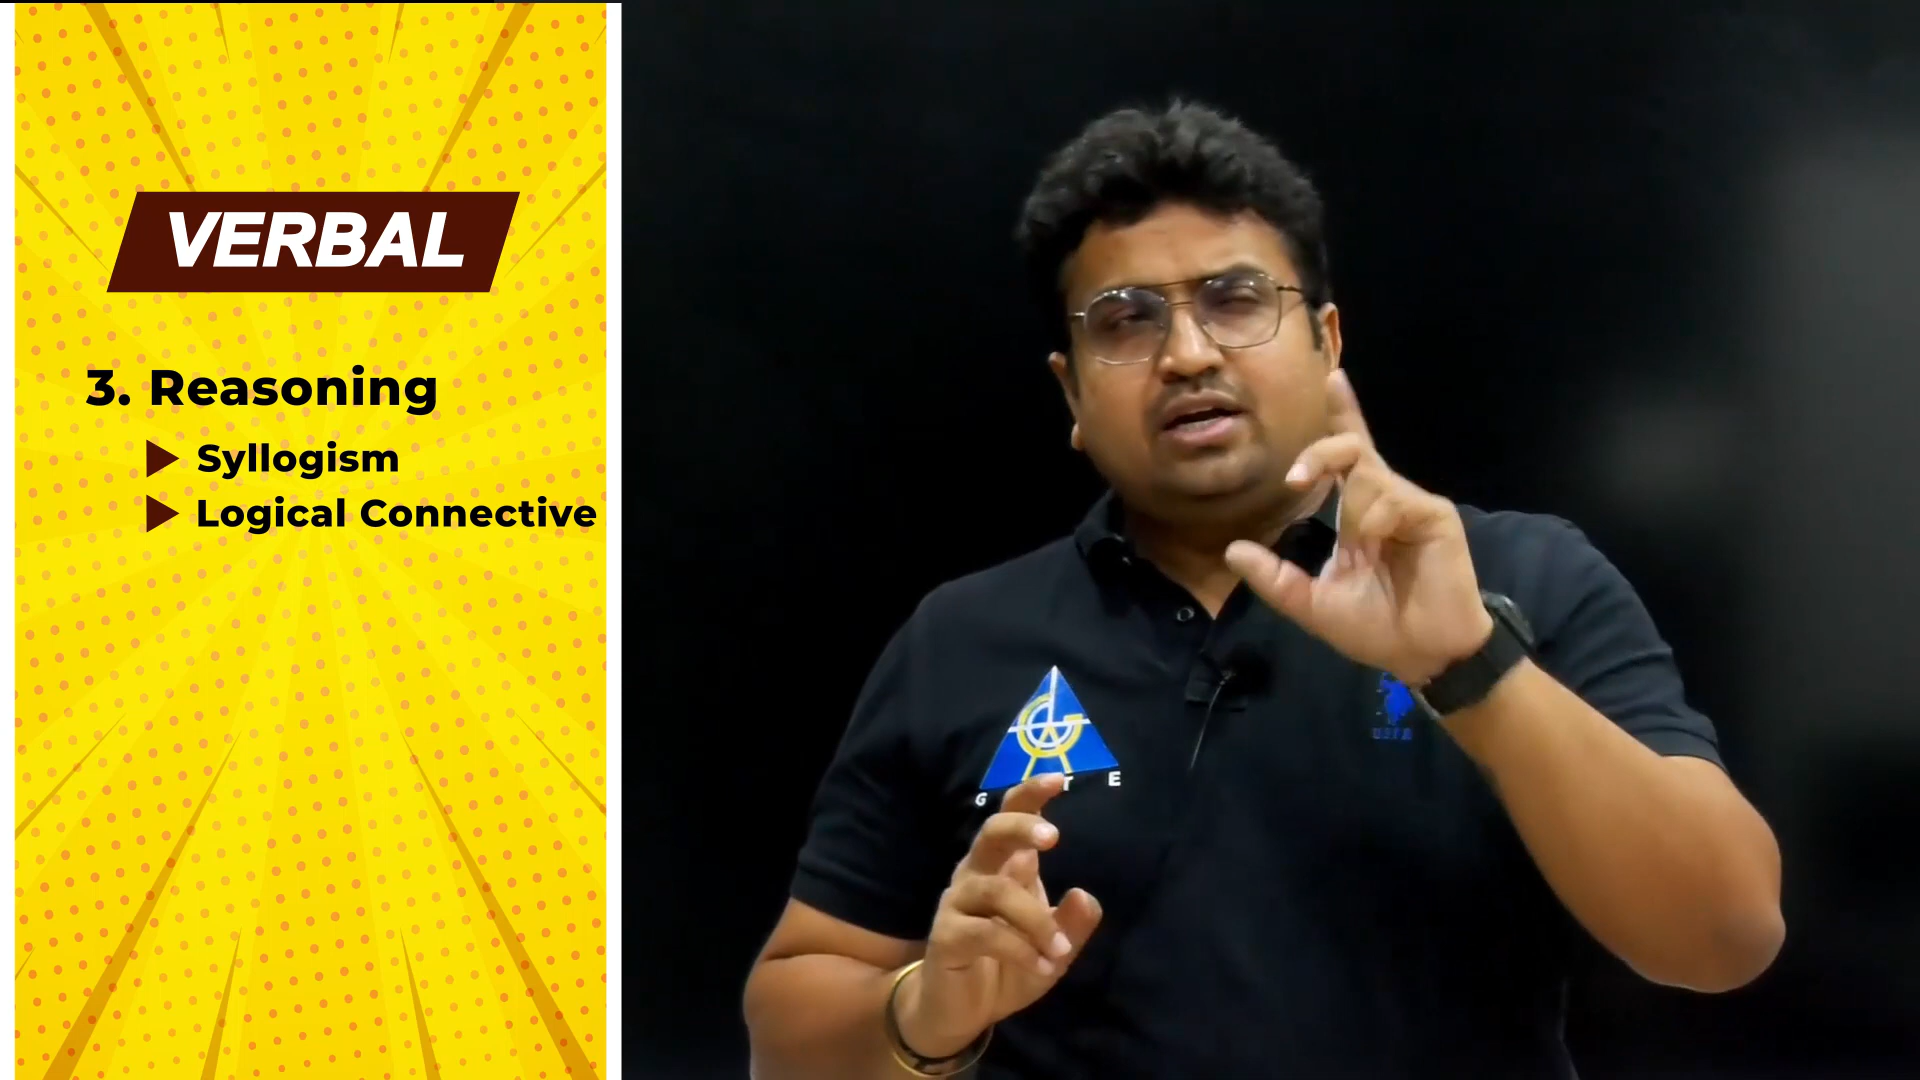 VERBAL
3. Reasoning
Syllogism
Logical Connective
G T E